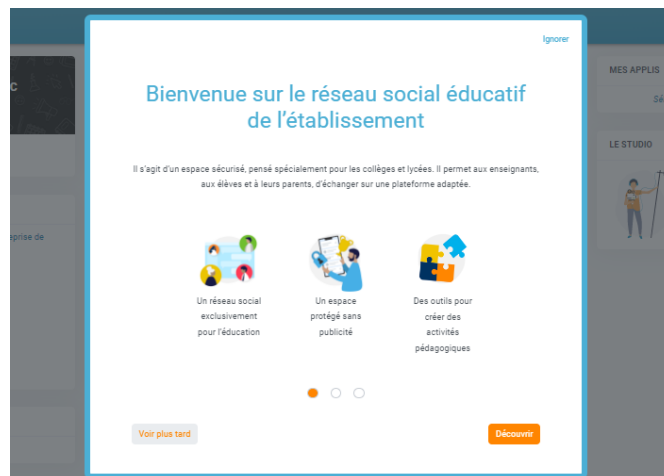 Ignorer
Bienvenue sur le réseau social éducatif
de l'établissement
Il s'agit d'un espace sécurisé, pensé spécialement pour les collèges et lycées. Il permet aux enseignants,
aux élèves et à leurs parents, d'échanger sur une plateforme adaptée.
Un réseau social
exclusivement
pour l'éducation
Un espace
protégé sans
publicité
Des outils pour
créer des
activités
pédagogiques
Voir plus tard
Découvrir
MES APPLIS
LE STUDIO
eprise de